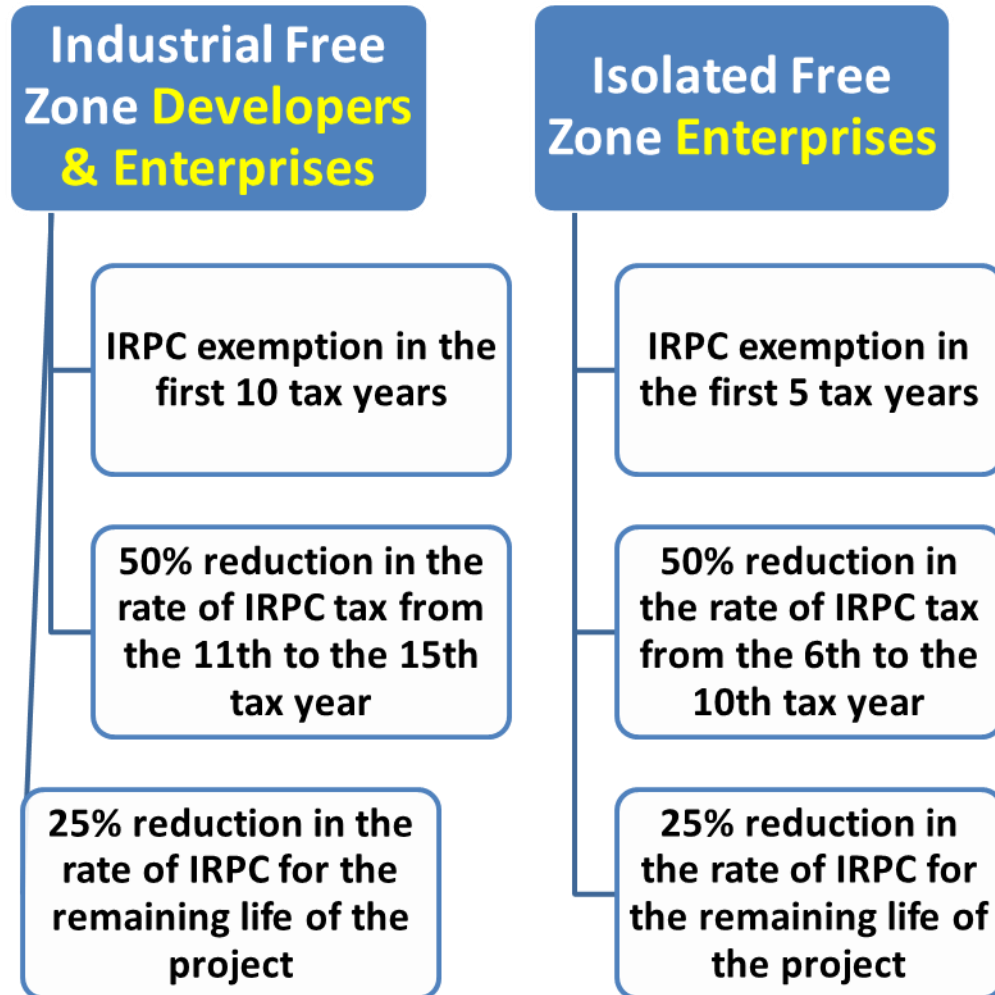 Industrial Free
Zone Developers
& Enterprises
IRPC exemption in the
first 10 tax years
50% reduction in the
rate of IRPC tax from
the 11th to the 15th
tax year
25% reduction in the
rate of IRPC for the
remaining life of the
project
Isolated Free
Zone Enterprises
IRPC exemption in
the first 5 tax years
50% reduction in
the rate of IRPC tax
from the 6th to the
10th tax year
25% reduction in
the rate of IRPC for
the remaining life of
the project